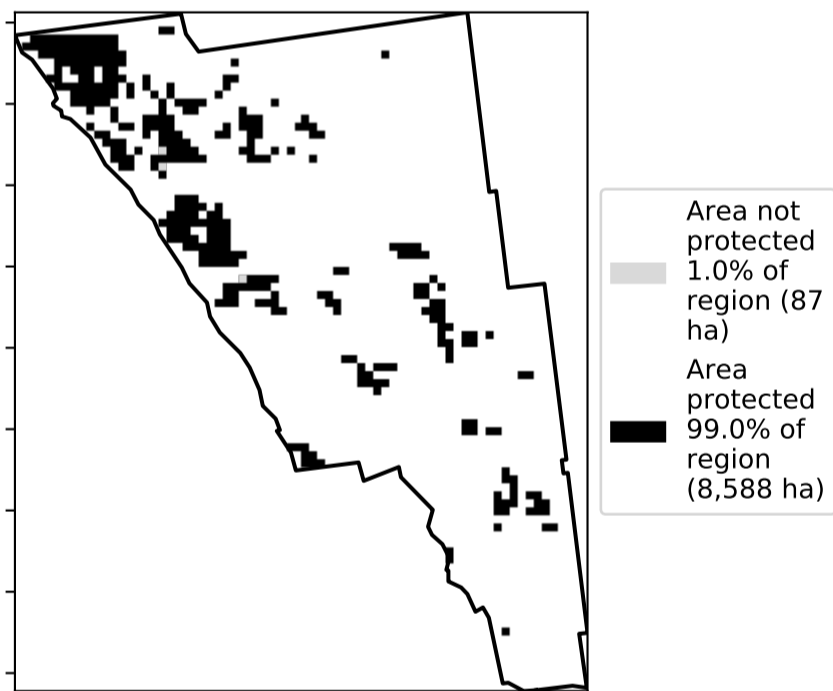 Area not
protected
1.0% of
region (87
ha)
Area
protected
99.0% of
region
(8,588 ha)